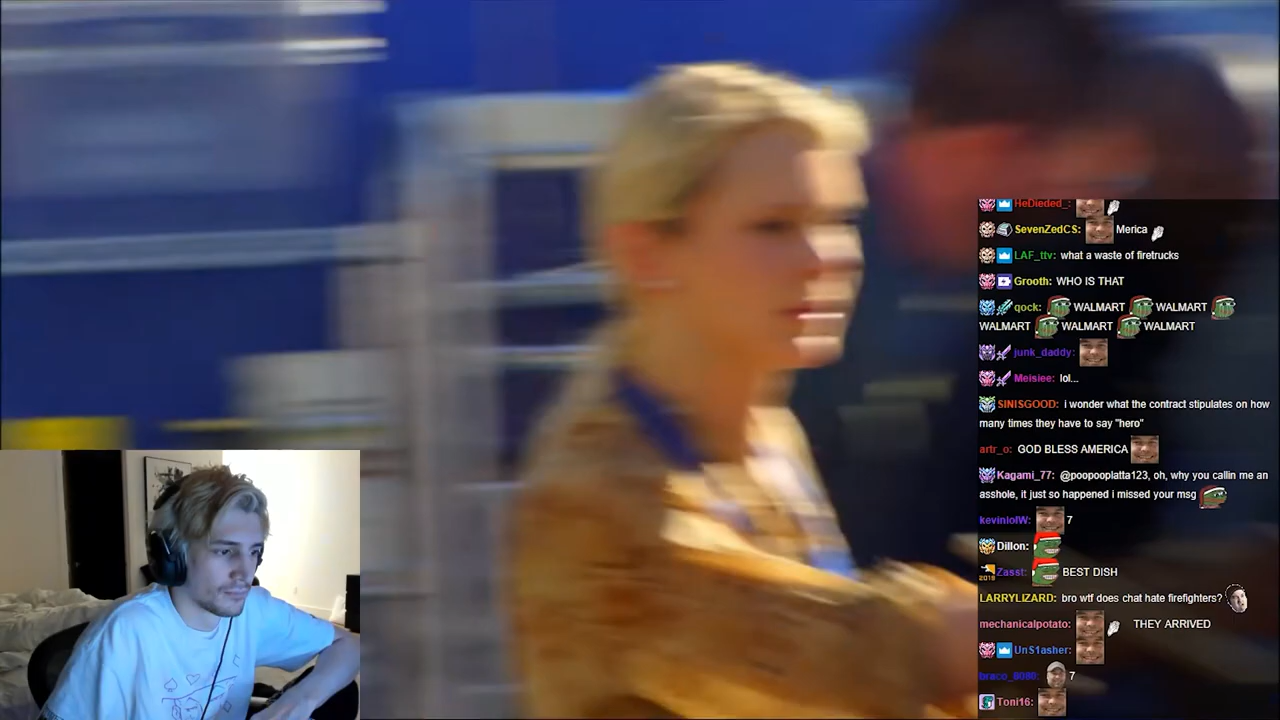 HeDieded_:
SevenZedCS: Merica
LAF_ttv: what a waste of firetrucks
Grooth: WHO IS THAT
qock: WALMART WALMART
WALMART WALMART WALMART
junk_daddy:
Meisiee: lol...
SINISGOOD: i wonder what the contract stipulates on how
many times they have to say "hero"
artr_o: GOD BLESS AMERICA
Kagami_77: @poopooplatta123, oh, why you callin me an
asshole, it just so happened i missed your msg
kevinlolW: 7
Dillon:
2019 Zasst: BEST DISH
LARRYLIZARD: bro wtf does chat hate firefighters?
mechanicalpotato: THEY ARRIVED
UnS1asher:
braco_8080: 7
Toni16: